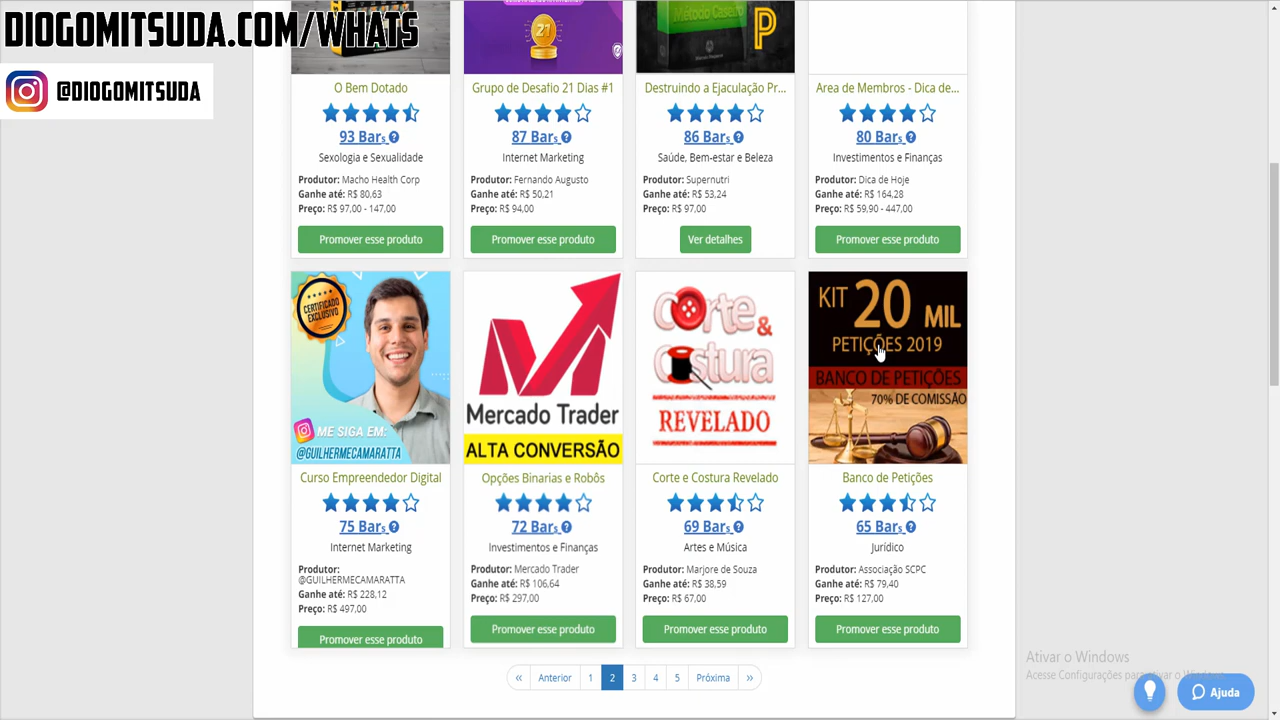 DIOGOMITSUDA.COM/WHATS
@DIOGOMITSUDA
21
Método Caseiro
P
O Bem Dotado
93 Bars
Sexologia e Sexualidade
Produtor: Macho Health Corp
Ganhe até: R$ 80,63
Preço: R$ 97,00 - 147,00
Promover esse produto
Grupo de Desafio 21 Dias #1
87 Bars
Internet Marketing
Produtor: Fernando Augusto
Ganhe até: R$ 50,21
Preço: R$ 94,00
Promover esse produto
Destruindo a Ejaculação Pr...
86 Bars
Saúde, Bem-estar e Beleza
Produtor: Supernutri
Ganhe até: R$ 53,24
Preço: R$ 97,00
Ver detalhes
Area de Membros - Dica de...
80 Bars
Investimentos e Finanças
Produtor: Dica de Hoje
Ganhe até: R$ 164,28
Preço: R$ 59,90 - 447,00
Promover esse produto
CERTIFICADO
EXCLUSIVO
ME SIGA EM:
@GUILHERMECAMARATTA
Curso Empreendedor Digital
75 Bars
Internet Marketing
Produtor:
@GUILHERMECAMARATTA
Ganhe até: R$ 228,12
Preço: R$ 497,00
Promover esse produto
Mercado Trader
ALTA CONVERSÃO
Opções Binarias e Robôs
72 Bars
Investimentos e Finanças
Produtor: Mercado Trader
Ganhe até: R$ 106,64
Preço: R$ 297,00
Promover esse produto
Corte &
Costura
REVELADO
Corte e Costura Revelado
69 Bars
Artes e Música
Produtor: Marjore de Souza
Ganhe até: R$ 38,59
Preço: R$ 67,00
Promover esse produto
KIT 20 MIL
PETIÇÕES 2019
BANCO DE PETIÇÕES
70% DE COMISSÃO
Banco de Petições
65 Bars
Jurídico
Produtor: Associação SCPC
Ganhe até: R$ 79,40
Preço: R$ 127,00
Promover esse produto
« Anterior 1 2 3 4 5 Próxima »
Ativar o Windows
Acesse Configurações para ativar o Windows.
Ajuda